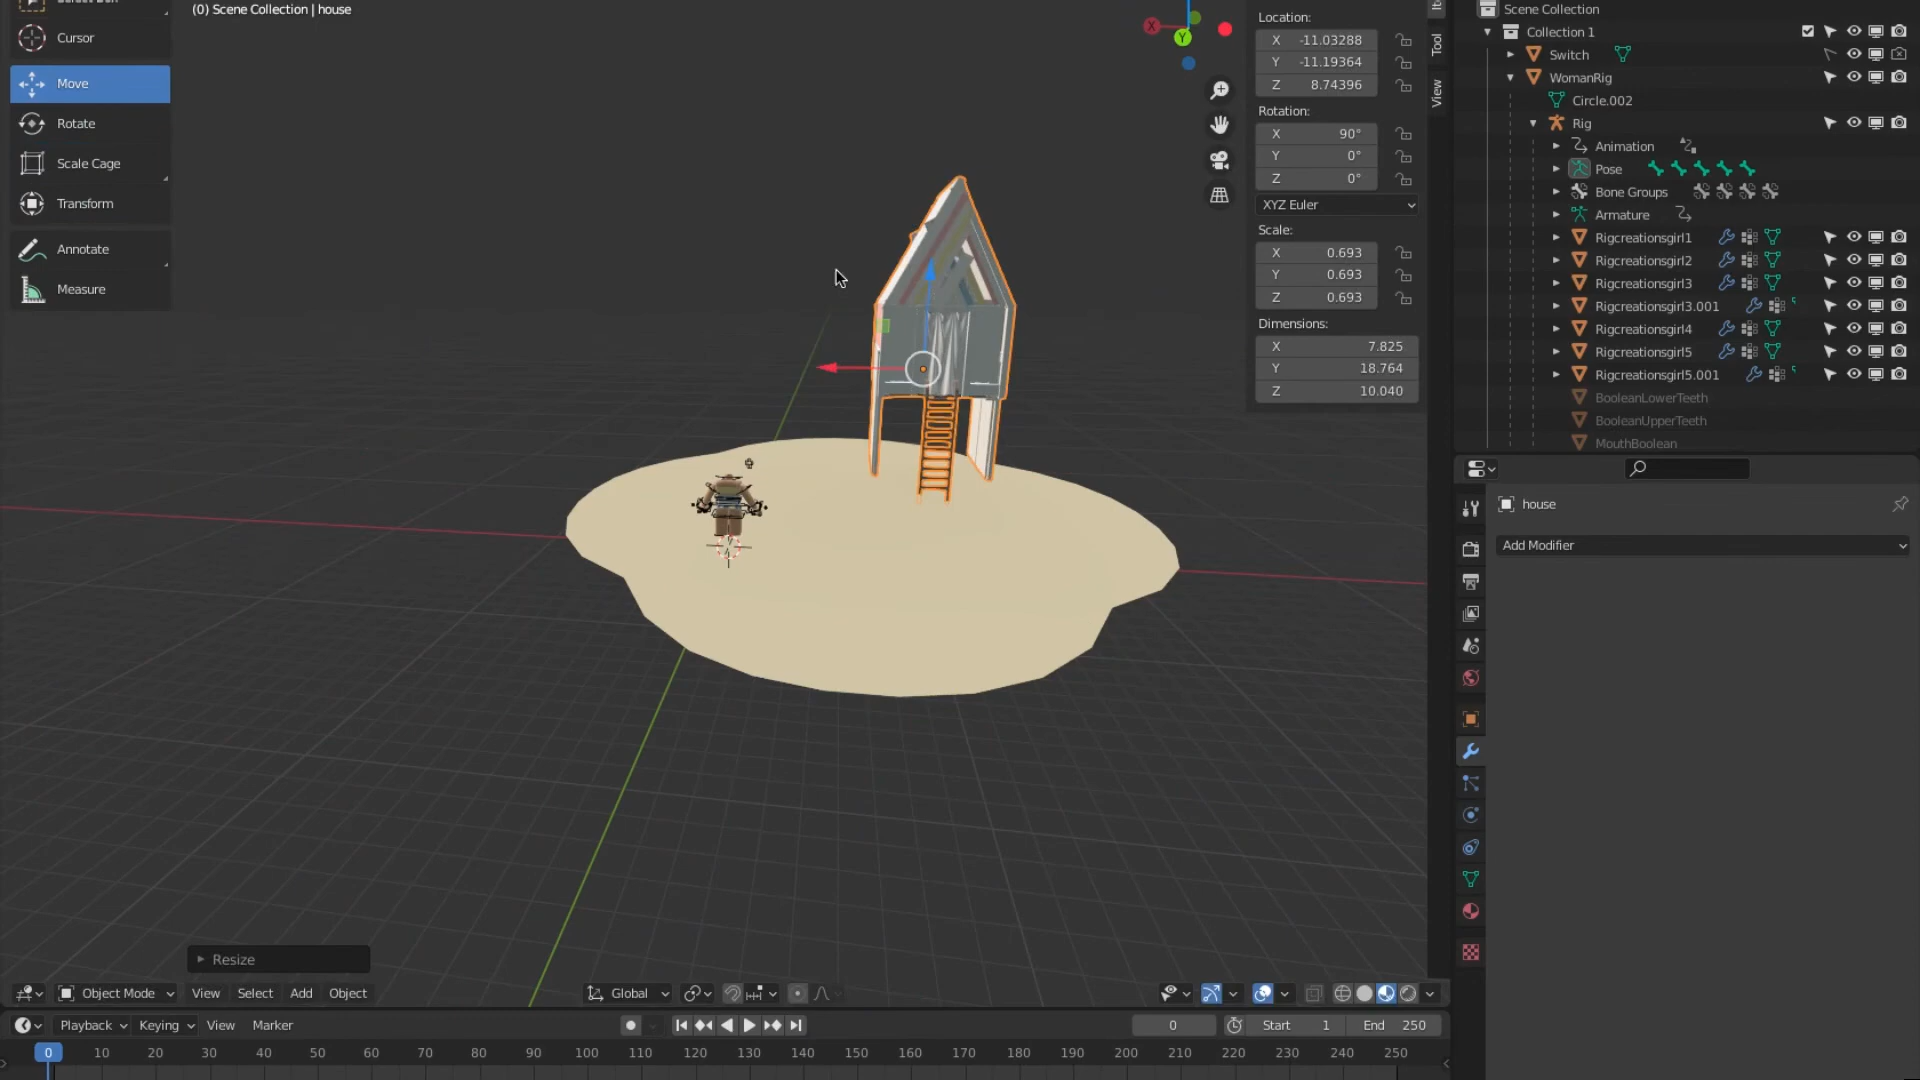 (0) Scene Collection | house
Cursor
Move
Rotate
Scale Cage
Transform
Annotate
Measure
X
Y
Location:
X -11.03288
Y -11.19364
Z 8.74396
Rotation:
X 90°
Y 0°
Z 0°
XYZ Euler
Scale:
X 0.693
Y 0.693
Z 0.693
Dimensions:
X 7.825
Y 18.764
Z 10.040
Tool
View
Scene Collection
Collection 1
Switch
WomanRig
Circle.002
Rig
Animation
Pose
Bone Groups
Armature
Rigcreationsgirl1
Rigcreationsgirl2
Rigcreationsgirl3
Rigcreationsgirl3.001
Rigcreationsgirl4
Rigcreationsgirl5
Rigcreationsgirl5.001
BooleanLowerTeeth
BooleanUpperTeeth
MouthBoolean
house
Add Modifier
Resize
Object Mode View Select Add Object
Global
Playback Keying View Marker
0 Start 1 End 250
0 10 20 30 40 50 60 70 80 90 100 110 120 130 140 150 160 170 180 190 200 210 220 230 240 250